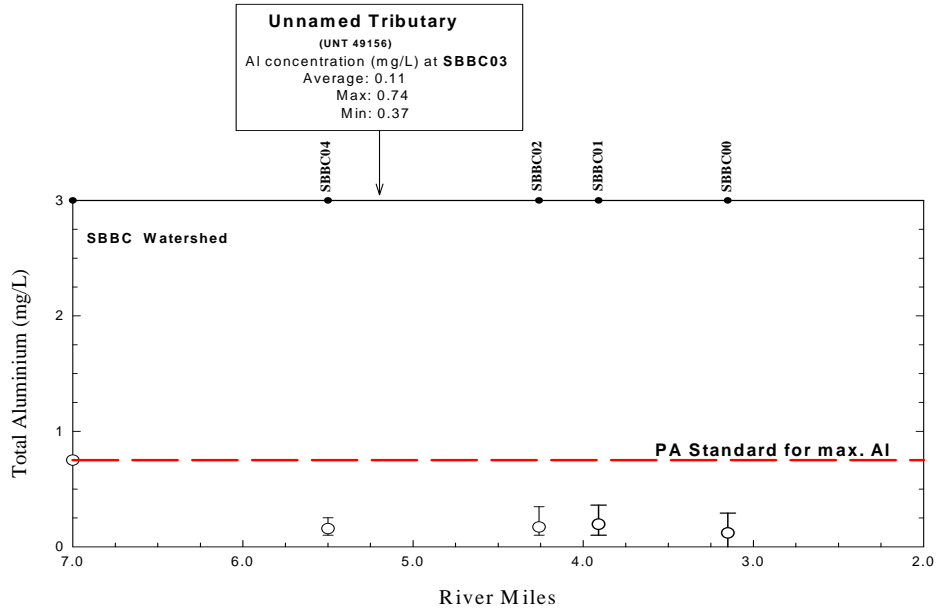 Unnamed Tributary
(UNT 49156)
Al concentration (mg/L) at SBBC03
Average: 0.11
Max: 0.74
Min: 0.37
SBBC04
SBBC02
SBBC01
SBBC00
3
SBBC Watershed
2
Total Aluminium (mg/L)
1
PA Standard for max. Al
0
7.0 6.0 5.0 4.0 3.0 2.0
River Miles